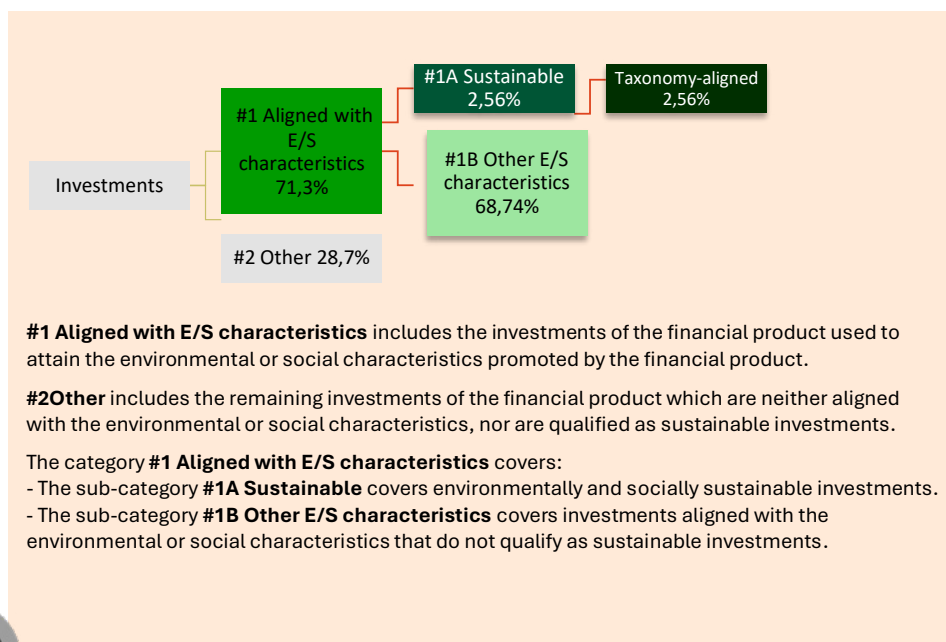 #1A Sustainable
2,56%
Taxonomy-aligned
2,56%
#1 Aligned with
E/S
characteristics
71,3%
#1B Other E/S
characteristics
68,74%
Investments
#2 Other 28,7%
#1 Aligned with E/S characteristics includes the investments of the financial product used to
attain the environmental or social characteristics promoted by the financial product.
#2Other includes the remaining investments of the financial product which are neither aligned
with the environmental or social characteristics, nor are qualified as sustainable investments.
The category #1 Aligned with E/S characteristics covers:
- The sub-category #1A Sustainable covers environmentally and socially sustainable investments.
- The sub-category #1B Other E/S characteristics covers investments aligned with the
environmental or social characteristics that do not qualify as sustainable investments.